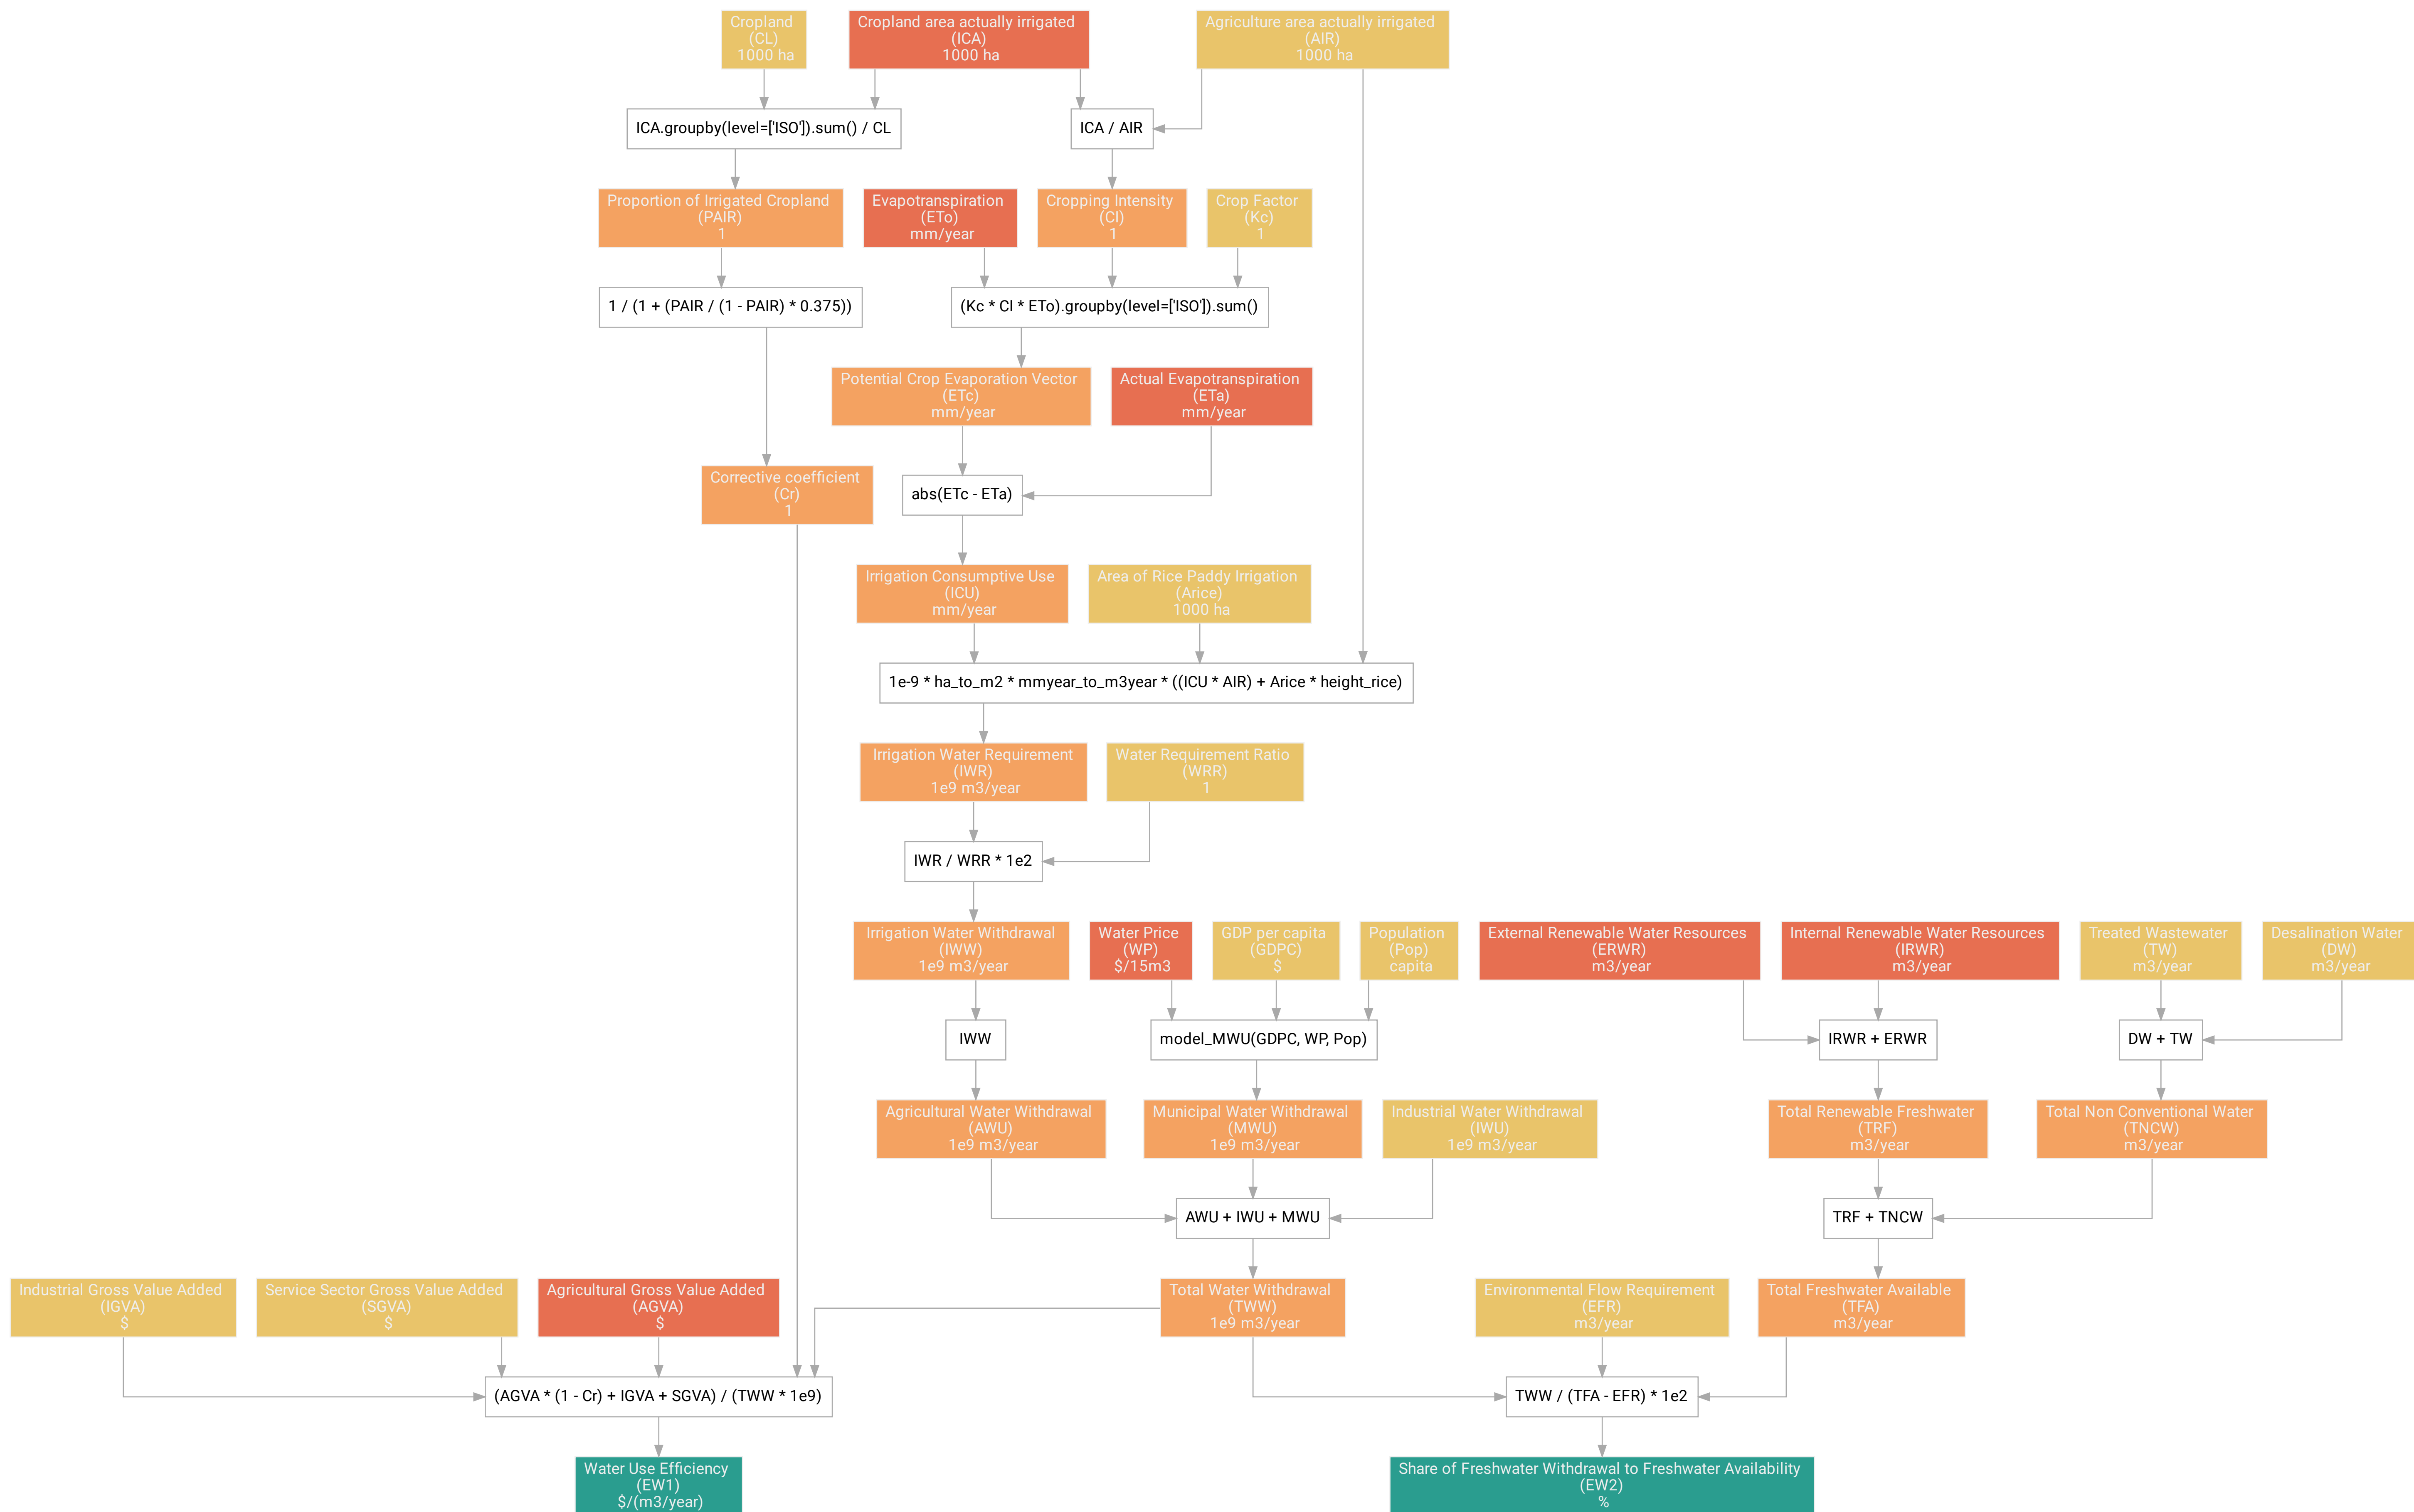 Cropland
(CL)
1000 ha
Cropland area actually irrigated
(ICA)
1000 ha
Agriculture area actually irrigated
(AIR)
1000 ha
ICA.groupby(level=['ISO']).sum() / CL
ICA / AIR
Proportion of Irrigated Cropland
(PAIR)
1
Evapotranspiration
(ETo)
mm/year
Cropping Intensity
(CI)
1
Crop Factor
(Kc)
1
1 / (1 + (PAIR / (1 - PAIR) * 0.375))
(Kc * CI * ETo).groupby(level=['ISO']).sum()
Potential Crop Evaporation Vector
(ETc)
mm/year
Actual Evapotranspiration
(ETa)
mm/year
Corrective coefficient
(Cr)
1
abs(ETc - ETa)
Irrigation Consumptive Use
(ICU)
mm/year
Area of Rice Paddy Irrigation
(Arice)
1000 ha
1e-9 * ha_to_m2 * mmyear_to_m3year * ((ICU * AIR) + Arice * height_rice)
Irrigation Water Requirement
(IWR)
1e9 m3/year
Water Requirement Ratio
(WRR)
1
IWR / WRR * 1e2
Irrigation Water Withdrawal
(IWW)
1e9 m3/year
Water Price
(WP)
$/15m3
GDP per capita
(GDPC)
$
Population
(Pop)
capita
External Renewable Water Resources
(ERWR)
m3/year
Internal Renewable Water Resources
(IRWR)
m3/year
Treated Wastewater
(TW)
m3/year
Desalination Water
(DW)
m3/year
IWW
model_MWU(GDPC, WP, Pop)
IRWR + ERWR
DW + TW
Agricultural Water Withdrawal
(AWU)
1e9 m3/year
Municipal Water Withdrawal
(MWU)
1e9 m3/year
Industrial Water Withdrawal
(IWU)
1e9 m3/year
Total Renewable Freshwater
(TRF)
m3/year
Total Non Conventional Water
(TNCW)
m3/year
AWU + IWU + MWU
TRF + TNCW
Industrial Gross Value Added
(IGVA)
$
Service Sector Gross Value Added
(SGVA)
$
Agricultural Gross Value Added
(AGVA)
$
Total Water Withdrawal
(TWW)
1e9 m3/year
Environmental Flow Requirement
(EFR)
m3/year
Total Freshwater Available
(TFA)
m3/year
(AGVA * (1 - Cr) + IGVA + SGVA) / (TWW * 1e9)
TWW / (TFA - EFR) * 1e2
Water Use Efficiency
(EW1)
$/(m3/year)
Share of Freshwater Withdrawal to Freshwater Availability
(EW2)
%